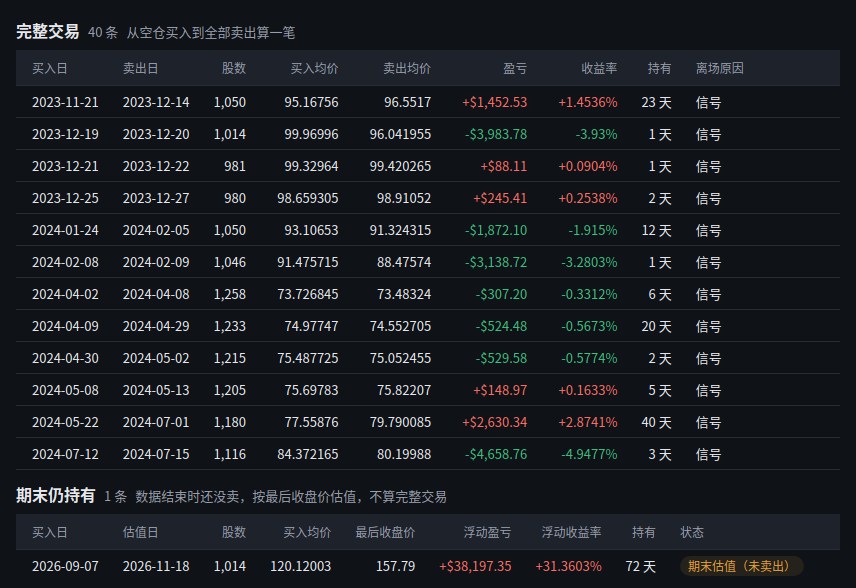 完整交易 40 条 从空仓买入到全部卖出算一笔
买入日 卖出日 股数 买入均价 卖出均价 盈亏 收益率 持有 离场原因
2023-11-21 2023-12-14 1,050 95.16756 96.5517 +$1,452.53 +1.4536% 23 天 信号
2023-12-19 2023-12-20 1,014 99.96996 96.041955 -$3,983.78 -3.93% 1 天 信号
2023-12-21 2023-12-22 981 99.32964 99.420265 +$88.11 +0.0904% 1 天 信号
2023-12-25 2023-12-27 980 98.659305 98.91052 +$245.41 +0.2538% 2 天 信号
2024-01-24 2024-02-05 1,050 93.10653 91.324315 -$1,872.10 -1.915% 12 天 信号
2024-02-08 2024-02-09 1,046 91.475715 88.47574 -$3,138.72 -3.2803% 1 天 信号
2024-04-02 2024-04-08 1,258 73.726845 73.48324 -$307.20 -0.3312% 6 天 信号
2024-04-09 2024-04-29 1,233 74.97747 74.552705 -$524.48 -0.5673% 20 天 信号
2024-04-30 2024-05-02 1,215 75.487725 75.052455 -$529.58 -0.5774% 2 天 信号
2024-05-08 2024-05-13 1,205 75.69783 75.82207 +$148.97 +0.1633% 5 天 信号
2024-05-22 2024-07-01 1,180 77.55876 79.790085 +$2,630.34 +2.8741% 40 天 信号
2024-07-12 2024-07-15 1,116 84.372165 80.19988 -$4,658.76 -4.9477% 3 天 信号
期末仍持有 1 条 数据结束时还没卖，按最后收盘价估值，不算完整交易
买入日 估值日 股数 买入均价 最后收盘价 浮动盈亏 浮动收益率 持有 状态
2026-09-07 2026-11-18 1,014 120.12003 157.79 +$38,197.35 +31.3603% 72 天 期末估值（未卖出）